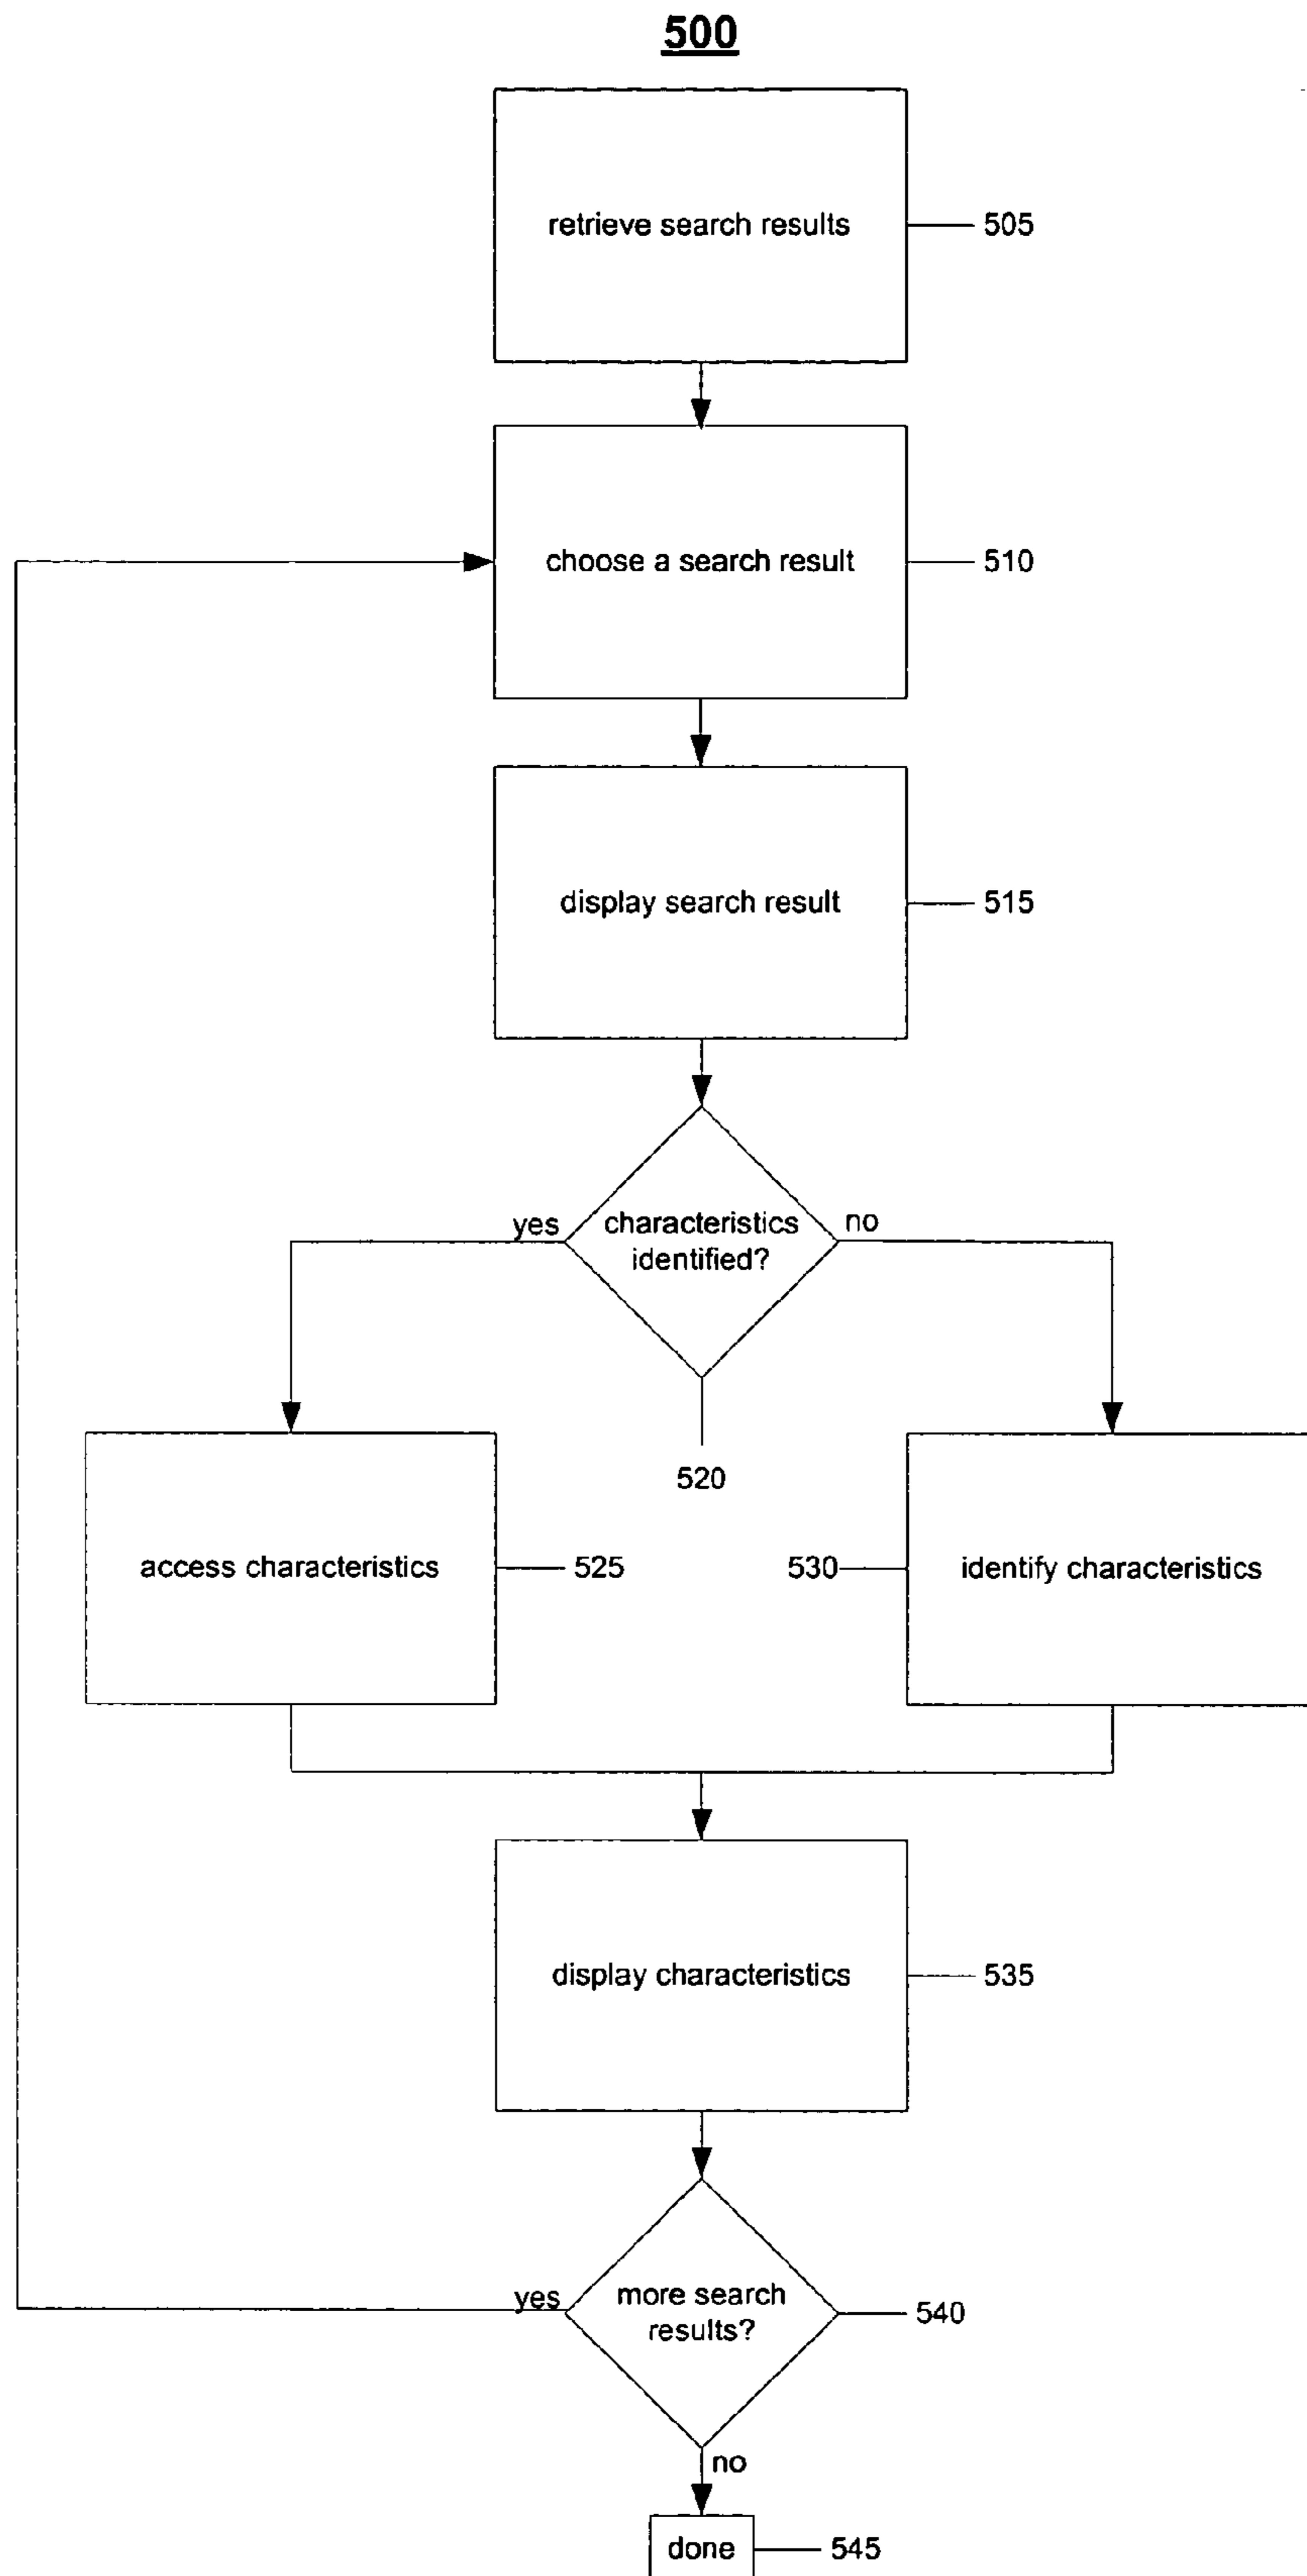 500
retrieve search results
505
choose a search result
510
display search result
515
yes
characteristics
identified?
no
520
access characteristics
525
530
identify characteristics
display characteristics
535
yes
more search
results?
540
no
done
545